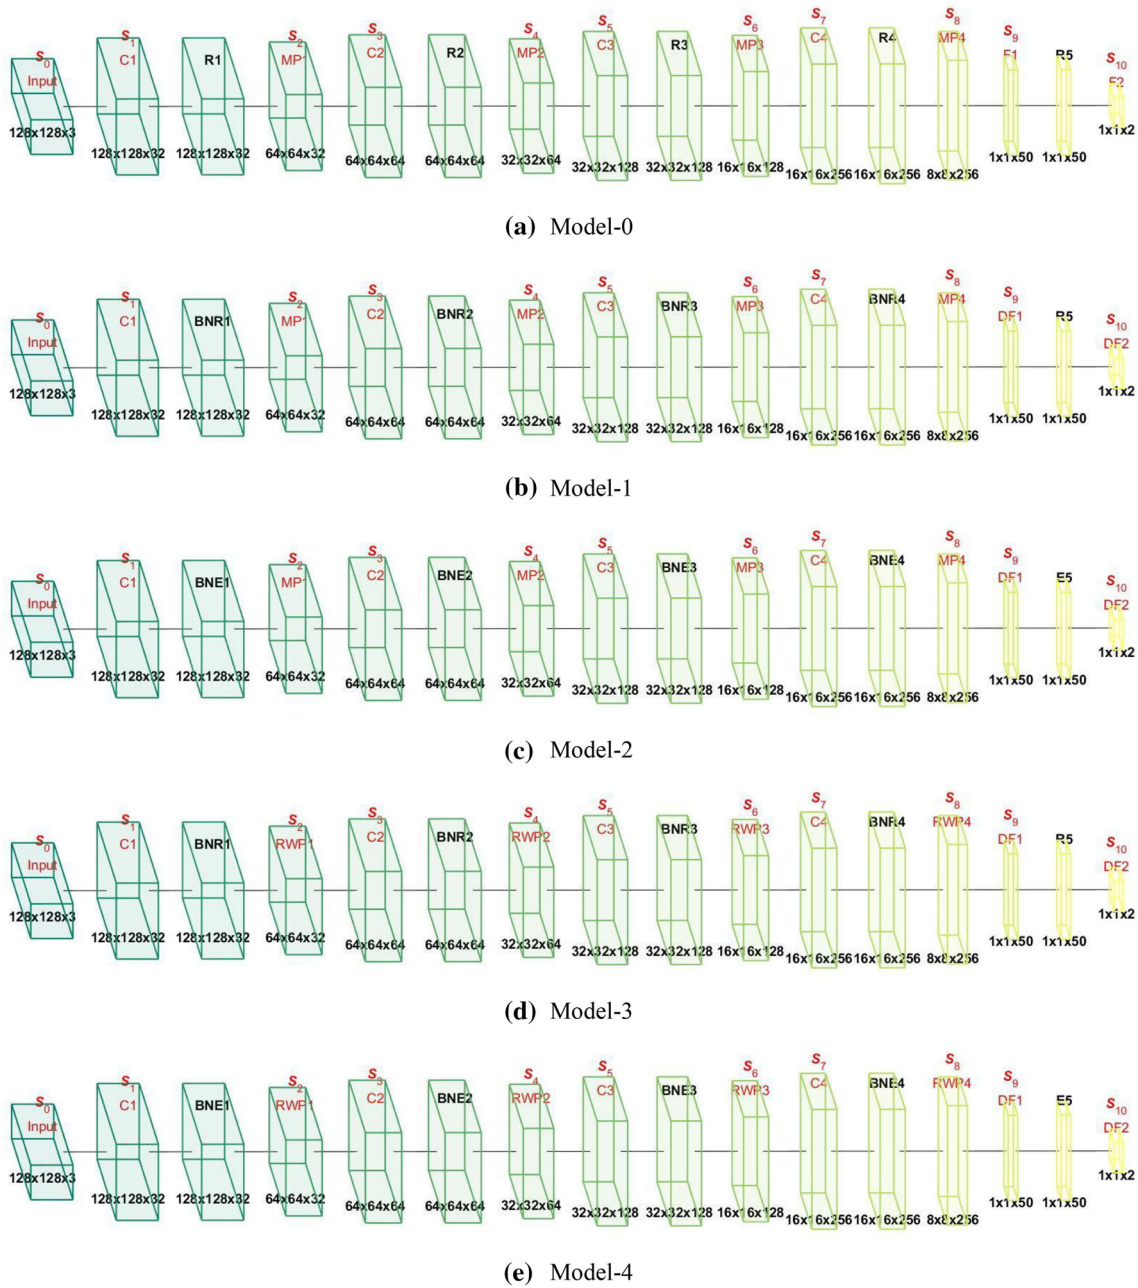 S0 S1 S2 S3 S4 S5 S6 S7 S8 S9 S10
Input C1 R1 MP1 C2 R2 MP2 C3 R3 MP3 C4 R4 MP4 F1 R5 F2
128x128x3 128x128x32 128x128x32 64x64x32 64x64x64 64x64x64 32x32x64 32x32x128 32x32x128 16x16x128 16x16x256 16x16x256 8x8x256 1x1x50 1x1x50 1x1x2
(a) Model-0
S0 S1 S2 S3 S4 S5 S6 S7 S8 S9 S10
Input C1 BNR1 MP1 C2 BNR2 MP2 C3 BNR3 MP3 C4 BNR4 MP4 DF1 R5 DF2
128x128x3 128x128x32 128x128x32 64x64x32 64x64x64 64x64x64 32x32x64 32x32x128 32x32x128 16x16x128 16x16x256 16x16x256 8x8x256 1x1x50 1x1x50 1x1x2
(b) Model-1
S0 S1 S2 S3 S4 S5 S6 S7 S8 S9 S10
Input C1 BNE1 MP1 C2 BNE2 MP2 C3 BNE3 MP3 C4 BNE4 MP4 DF1 E5 DF2
128x128x3 128x128x32 128x128x32 64x64x32 64x64x64 64x64x64 32x32x64 32x32x128 32x32x128 16x16x128 16x16x256 16x16x256 8x8x256 1x1x50 1x1x50 1x1x2
(c) Model-2
S0 S1 S2 S3 S4 S5 S6 S7 S8 S9 S10
Input C1 BNR1 RWP1 C2 BNR2 RWP2 C3 BNR3 RWP3 C4 BNR4 RWP4 DF1 R5 DF2
128x128x3 128x128x32 128x128x32 64x64x32 64x64x64 64x64x64 32x32x64 32x32x128 32x32x128 16x16x128 16x16x256 16x16x256 8x8x256 1x1x50 1x1x50 1x1x2
(d) Model-3
S0 S1 S2 S3 S4 S5 S6 S7 S8 S9 S10
Input C1 BNE1 RWP1 C2 BNE2 RWP2 C3 BNE3 RWP3 C4 BNE4 RWP4 DF1 E5 DF2
128x128x3 128x128x32 128x128x32 64x64x32 64x64x64 64x64x64 32x32x64 32x32x128 32x32x128 16x16x128 16x16x256 16x16x256 8x8x256 1x1x50 1x1x50 1x1x2
(e) Model-4